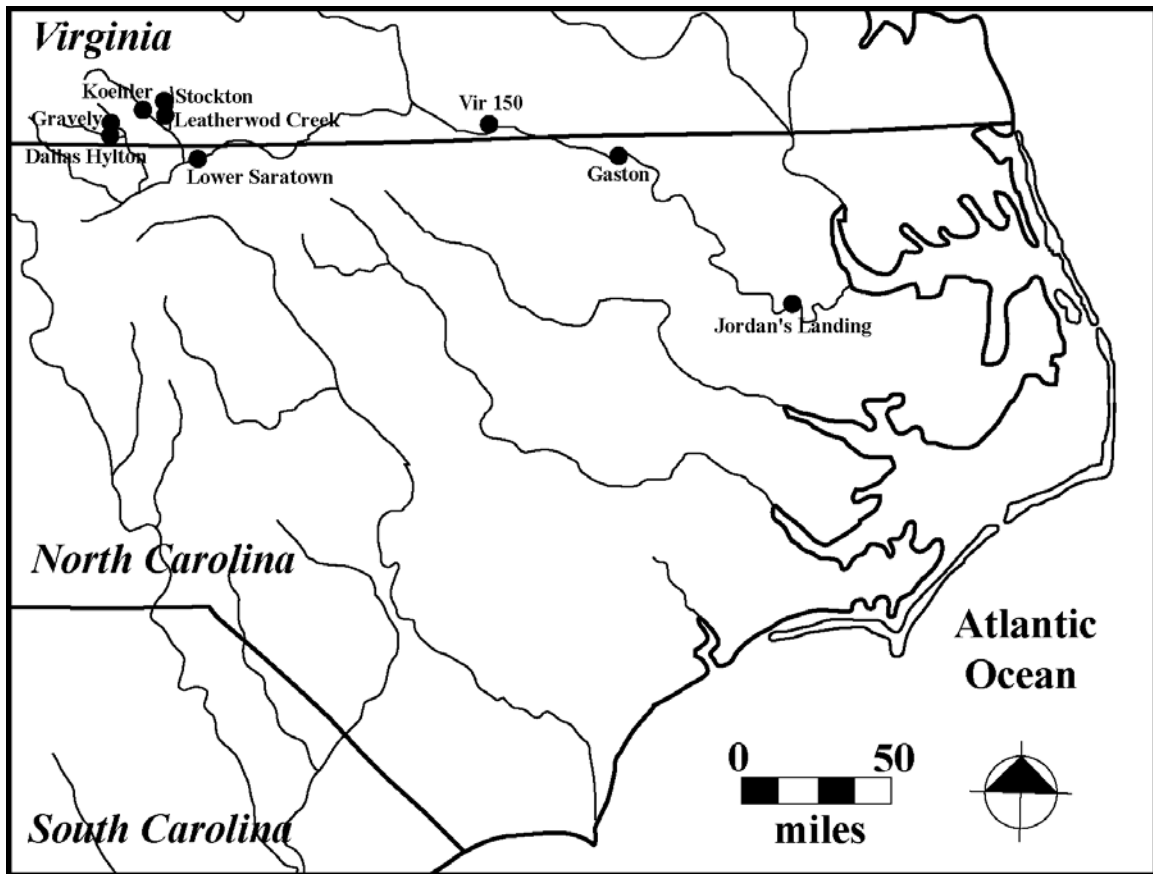 Virginia
Koehler
Stockton
Gravely
Leatherwod Creek
Vir 150
Dallas Hylton
Lower Saratown
Gaston
Jordan's Landing
North Carolina
Atlantic
Ocean
0 50
miles
South Carolina